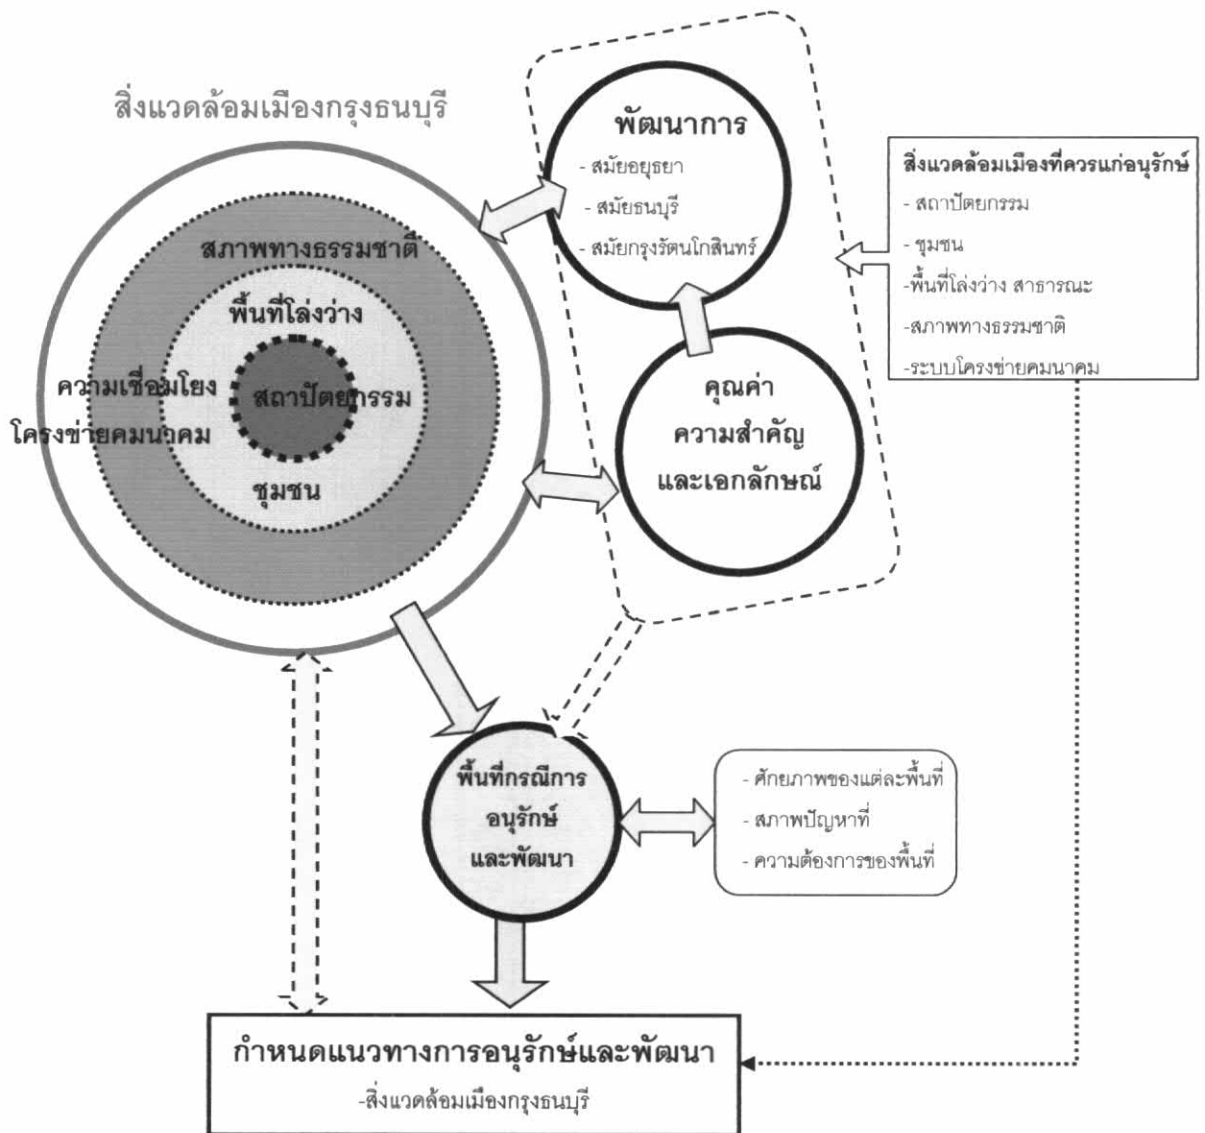 สิ่งแวดล้อมเมืองกรุงธนบุรี
สภาพทางธรรมชาติ
พื้นที่โล่งว่าง
ความเชื่อมโยง
โครงข่ายคมนาคม
สถาปัตยกรรม
ชุมชน
พัฒนาการ
- สมัยอยุธยา
- สมัยธนบุรี
- สมัยกรุงรัตนโกสินทร์
คุณค่า
ความสำคัญ
และเอกลักษณ์
สิ่งแวดล้อมเมืองที่ควรแก่อนุรักษ์
- สถาปัตยกรรม
- ชุมชน
-พื้นที่โล่งว่าง สาธารณะ
-สภาพทางธรรมชาติ
-ระบบโครงข่ายคมนาคม
พื้นที่กรณีการ
อนุรักษ์
และพัฒนา
- ศักยภาพของแต่ละพื้นที่
- สภาพปัญหาที่
- ความต้องการของพื้นที่
กำหนดแนวทางการอนุรักษ์และพัฒนา
-สิ่งแวดล้อมเมืองกรุงธนบุรี